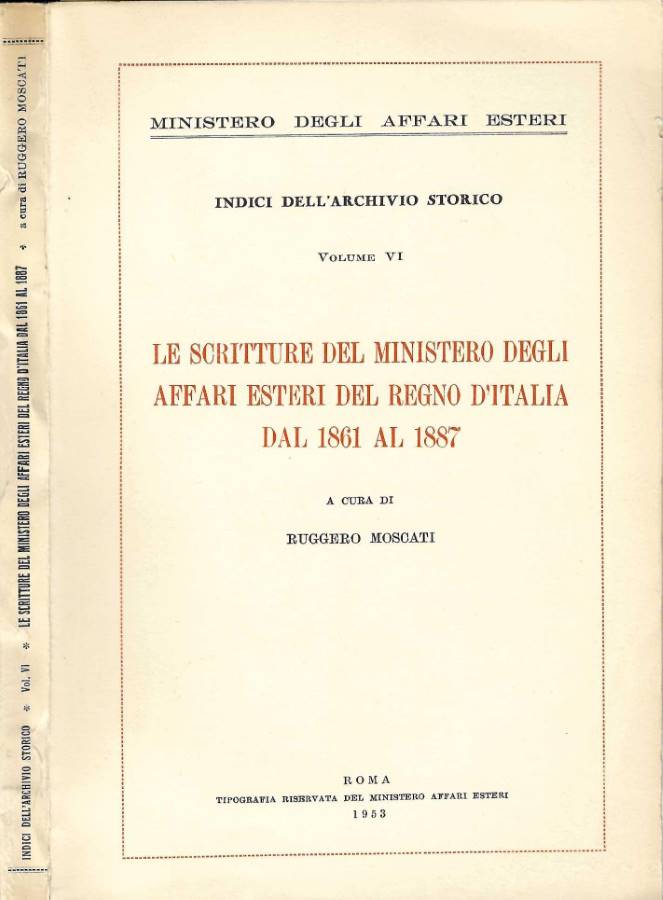 INDICI DELL'ARCHIVIO STORICO * Vol. VI * LE SCRITTURE DEL MINISTERO DEGLI AFFARI ESTERI DEL REGNO D'ITALIA DAL 1861 AL 1887 * a cura di RUGGERO MOSCATI
MINISTERO DEGLI AFFARI ESTERI
INDICI DELL'ARCHIVIO STORICO
VOLUME VI
LE SCRITTURE DEL MINISTERO DEGLI
AFFARI ESTERI DEL REGNO D'ITALIA
DAL 1861 AL 1887
A CURA DI
RUGGERO MOSCATI
ROMA
TIPOGRAFIA RISERVATA DEL MINISTERO AFFARI ESTERI
1953